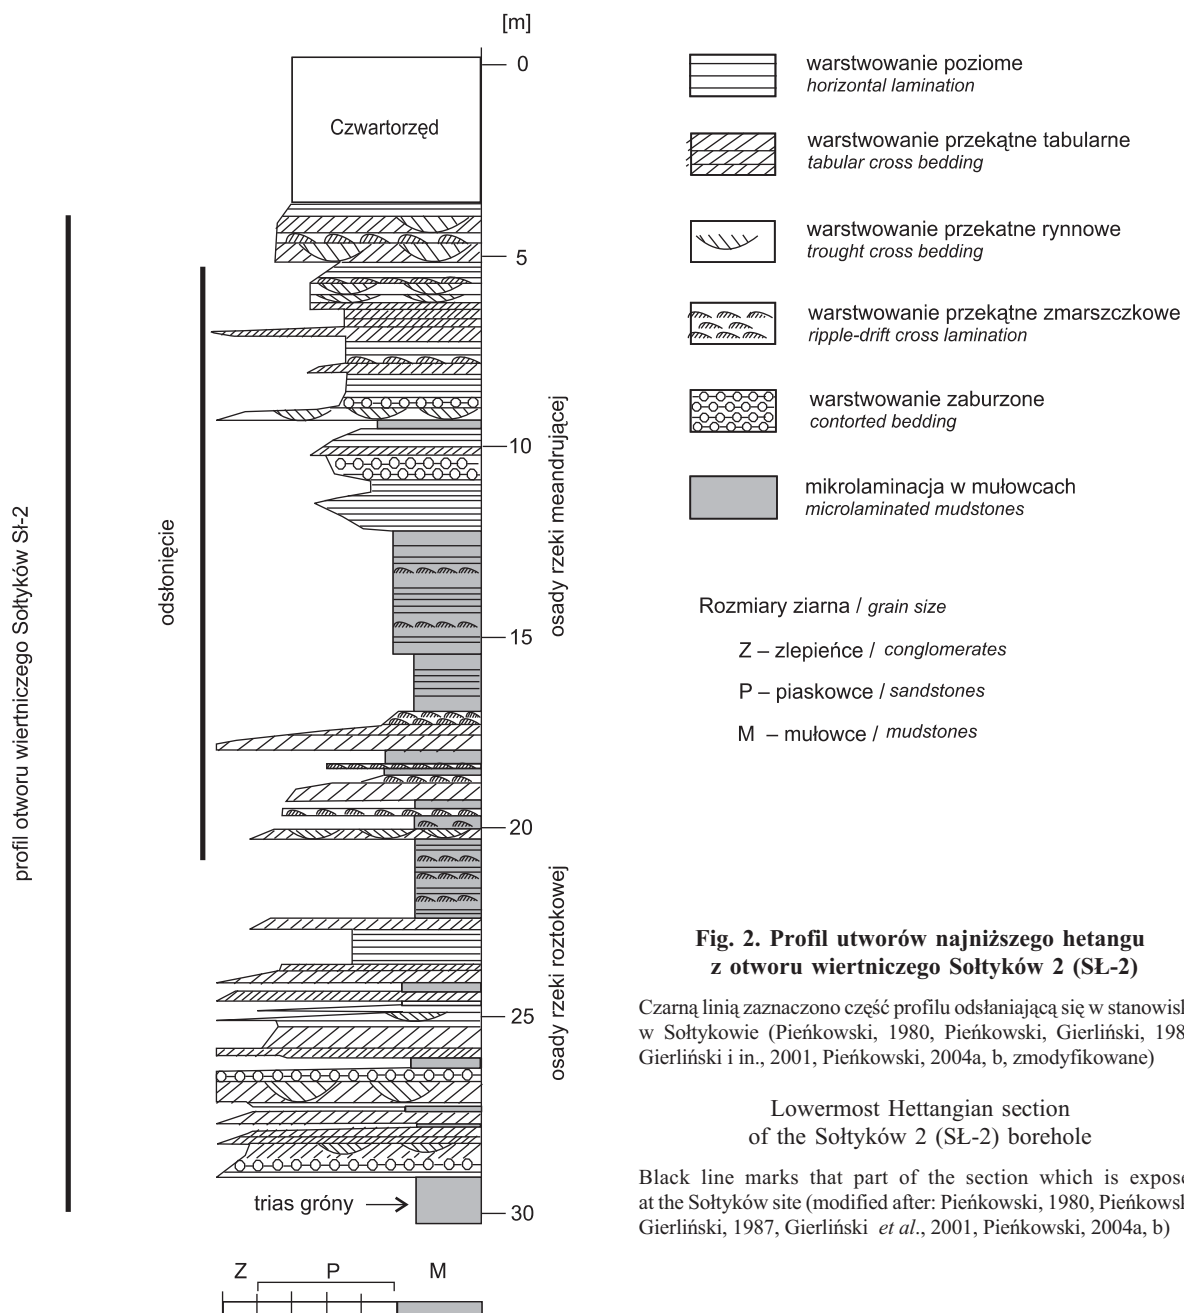 [m]
0
Czwartorzęd
5
10
15
20
25
30
profil otworu wiertniczego Sołtyków Sł-2
odsłonięcie
osady rzeki meandrującej
osady rzeki roztokowej
trias gróny
Z P M
warstwowanie poziome
horizontal lamination
warstwowanie przekątne tabularne
tabular cross bedding
warstwowanie przekatne rynnowe
trought cross bedding
warstwowanie przekątne zmarszczkowe
ripple-drift cross lamination
warstwowanie zaburzone
contorted bedding
mikrolaminacja w mułowcach
microlaminated mudstones
Rozmiary ziarna / grain size
Z – zlepieńce / conglomerates
P – piaskowce / sandstones
M – mułowce / mudstones
Fig. 2. Profil utworów najniższego hetangu
z otworu wiertniczego Sołtyków 2 (SŁ-2)
Czarną linią zaznaczono część profilu odsłaniającą się w stanowisk
w Sołtykowie (Pieńkowski, 1980, Pieńkowski, Gierliński, 198
Gierliński i in., 2001, Pieńkowski, 2004a, b, zmodyfikowane)
Lowermost Hettangian section
of the Sołtyków 2 (SŁ-2) borehole
Black line marks that part of the section which is expose
at the Sołtyków site (modified after: Pieńkowski, 1980, Pieńkowsk
Gierliński, 1987, Gierliński et al., 2001, Pieńkowski, 2004a, b)